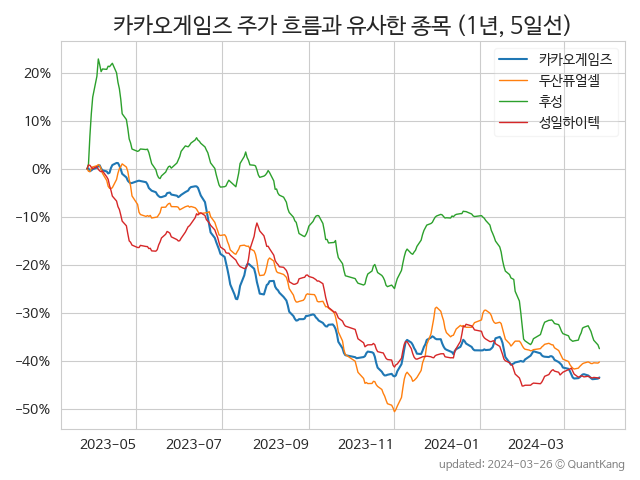 카카오게임즈 주가 흐름과 유사한 종목 (1년, 5일선)
카카오게임즈
두산퓨얼셀
후성
성일하이텍
20%
10%
0%
−10%
−20%
−30%
−40%
−50%
2023-05
2023-07
2023-09
2023-11
2024-01
2024-03
updated: 2024-03-26 © QuantKang